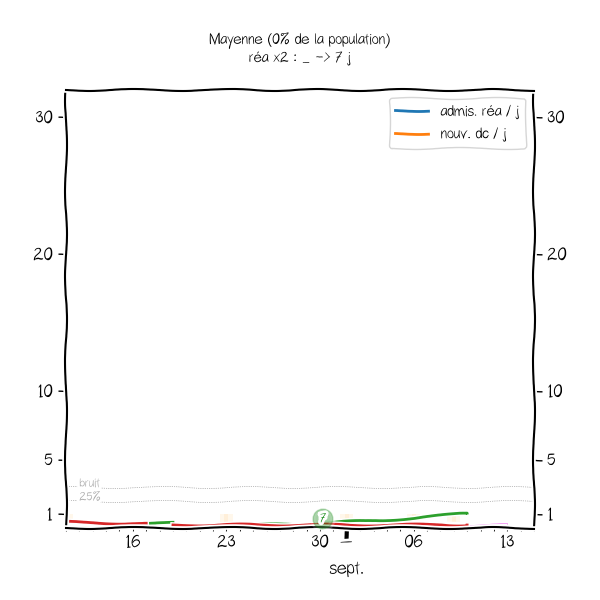 Mayenne (0% de la population)
réa x2 : _ -> 7 j
admis. réa / j
nouv. dc / j
30
30
20
20
10
10
5
5
bruit
25%
1
1
7
16
23
30
06
13
sept.